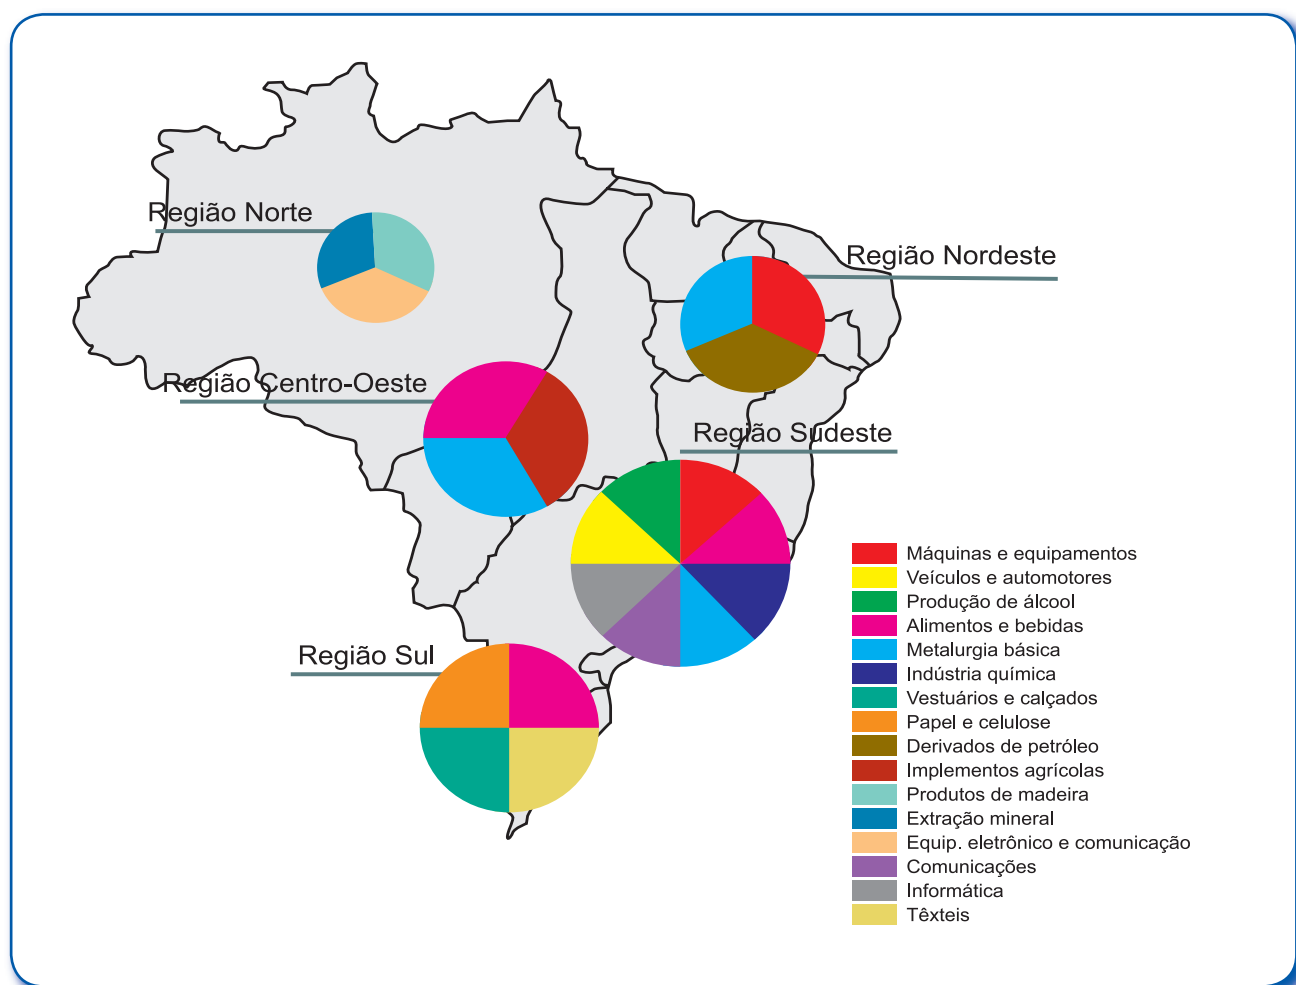 Região Norte
Região Nordeste
Região Centro-Oeste
Região Sudeste
Região Sul
Máquinas e equipamentos
Veículos e automotores
Produção de álcool
Alimentos e bebidas
Metalurgia básica
Indústria química
Vestuários e calçados
Papel e celulose
Derivados de petróleo
Implementos agrícolas
Produtos de madeira
Extração mineral
Equip. eletrônico e comunicação
Comunicações
Informática
Têxteis